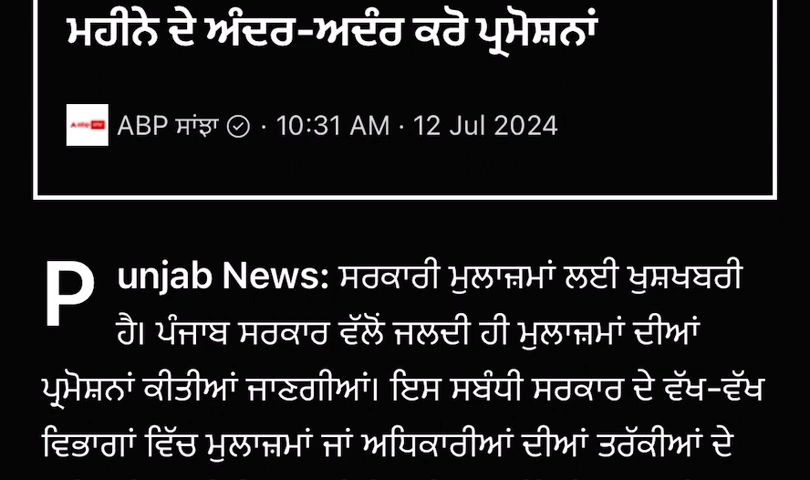 ਮਹੀਨੇ ਦੇ ਅੰਦਰ-ਅਦੰਰ ਕਰੋ ਪ੍ਰਮੋਸ਼ਨਾਂ
ABP ਸਾਂਝਾ · 10:31 AM · 12 Jul 2024
Punjab News: ਸਰਕਾਰੀ ਮੁਲਾਜ਼ਮਾਂ ਲਈ ਖੁਸ਼ਖਬਰੀ
ਹੈ। ਪੰਜਾਬ ਸਰਕਾਰ ਵੱਲੋਂ ਜਲਦੀ ਹੀ ਮੁਲਾਜ਼ਮਾਂ ਦੀਆਂ
ਪ੍ਰਮੋਸ਼ਨਾਂ ਕੀਤੀਆਂ ਜਾਣਗੀਆਂ। ਇਸ ਸਬੰਧੀ ਸਰਕਾਰ ਦੇ ਵੱਖ-ਵੱਖ
ਵਿਭਾਗਾਂ ਵਿੱਚ ਮੁਲਾਜ਼ਮਾਂ ਜਾਂ ਅਧਿਕਾਰੀਆਂ ਦੀਆਂ ਤਰੱਕੀਆਂ ਦੇ